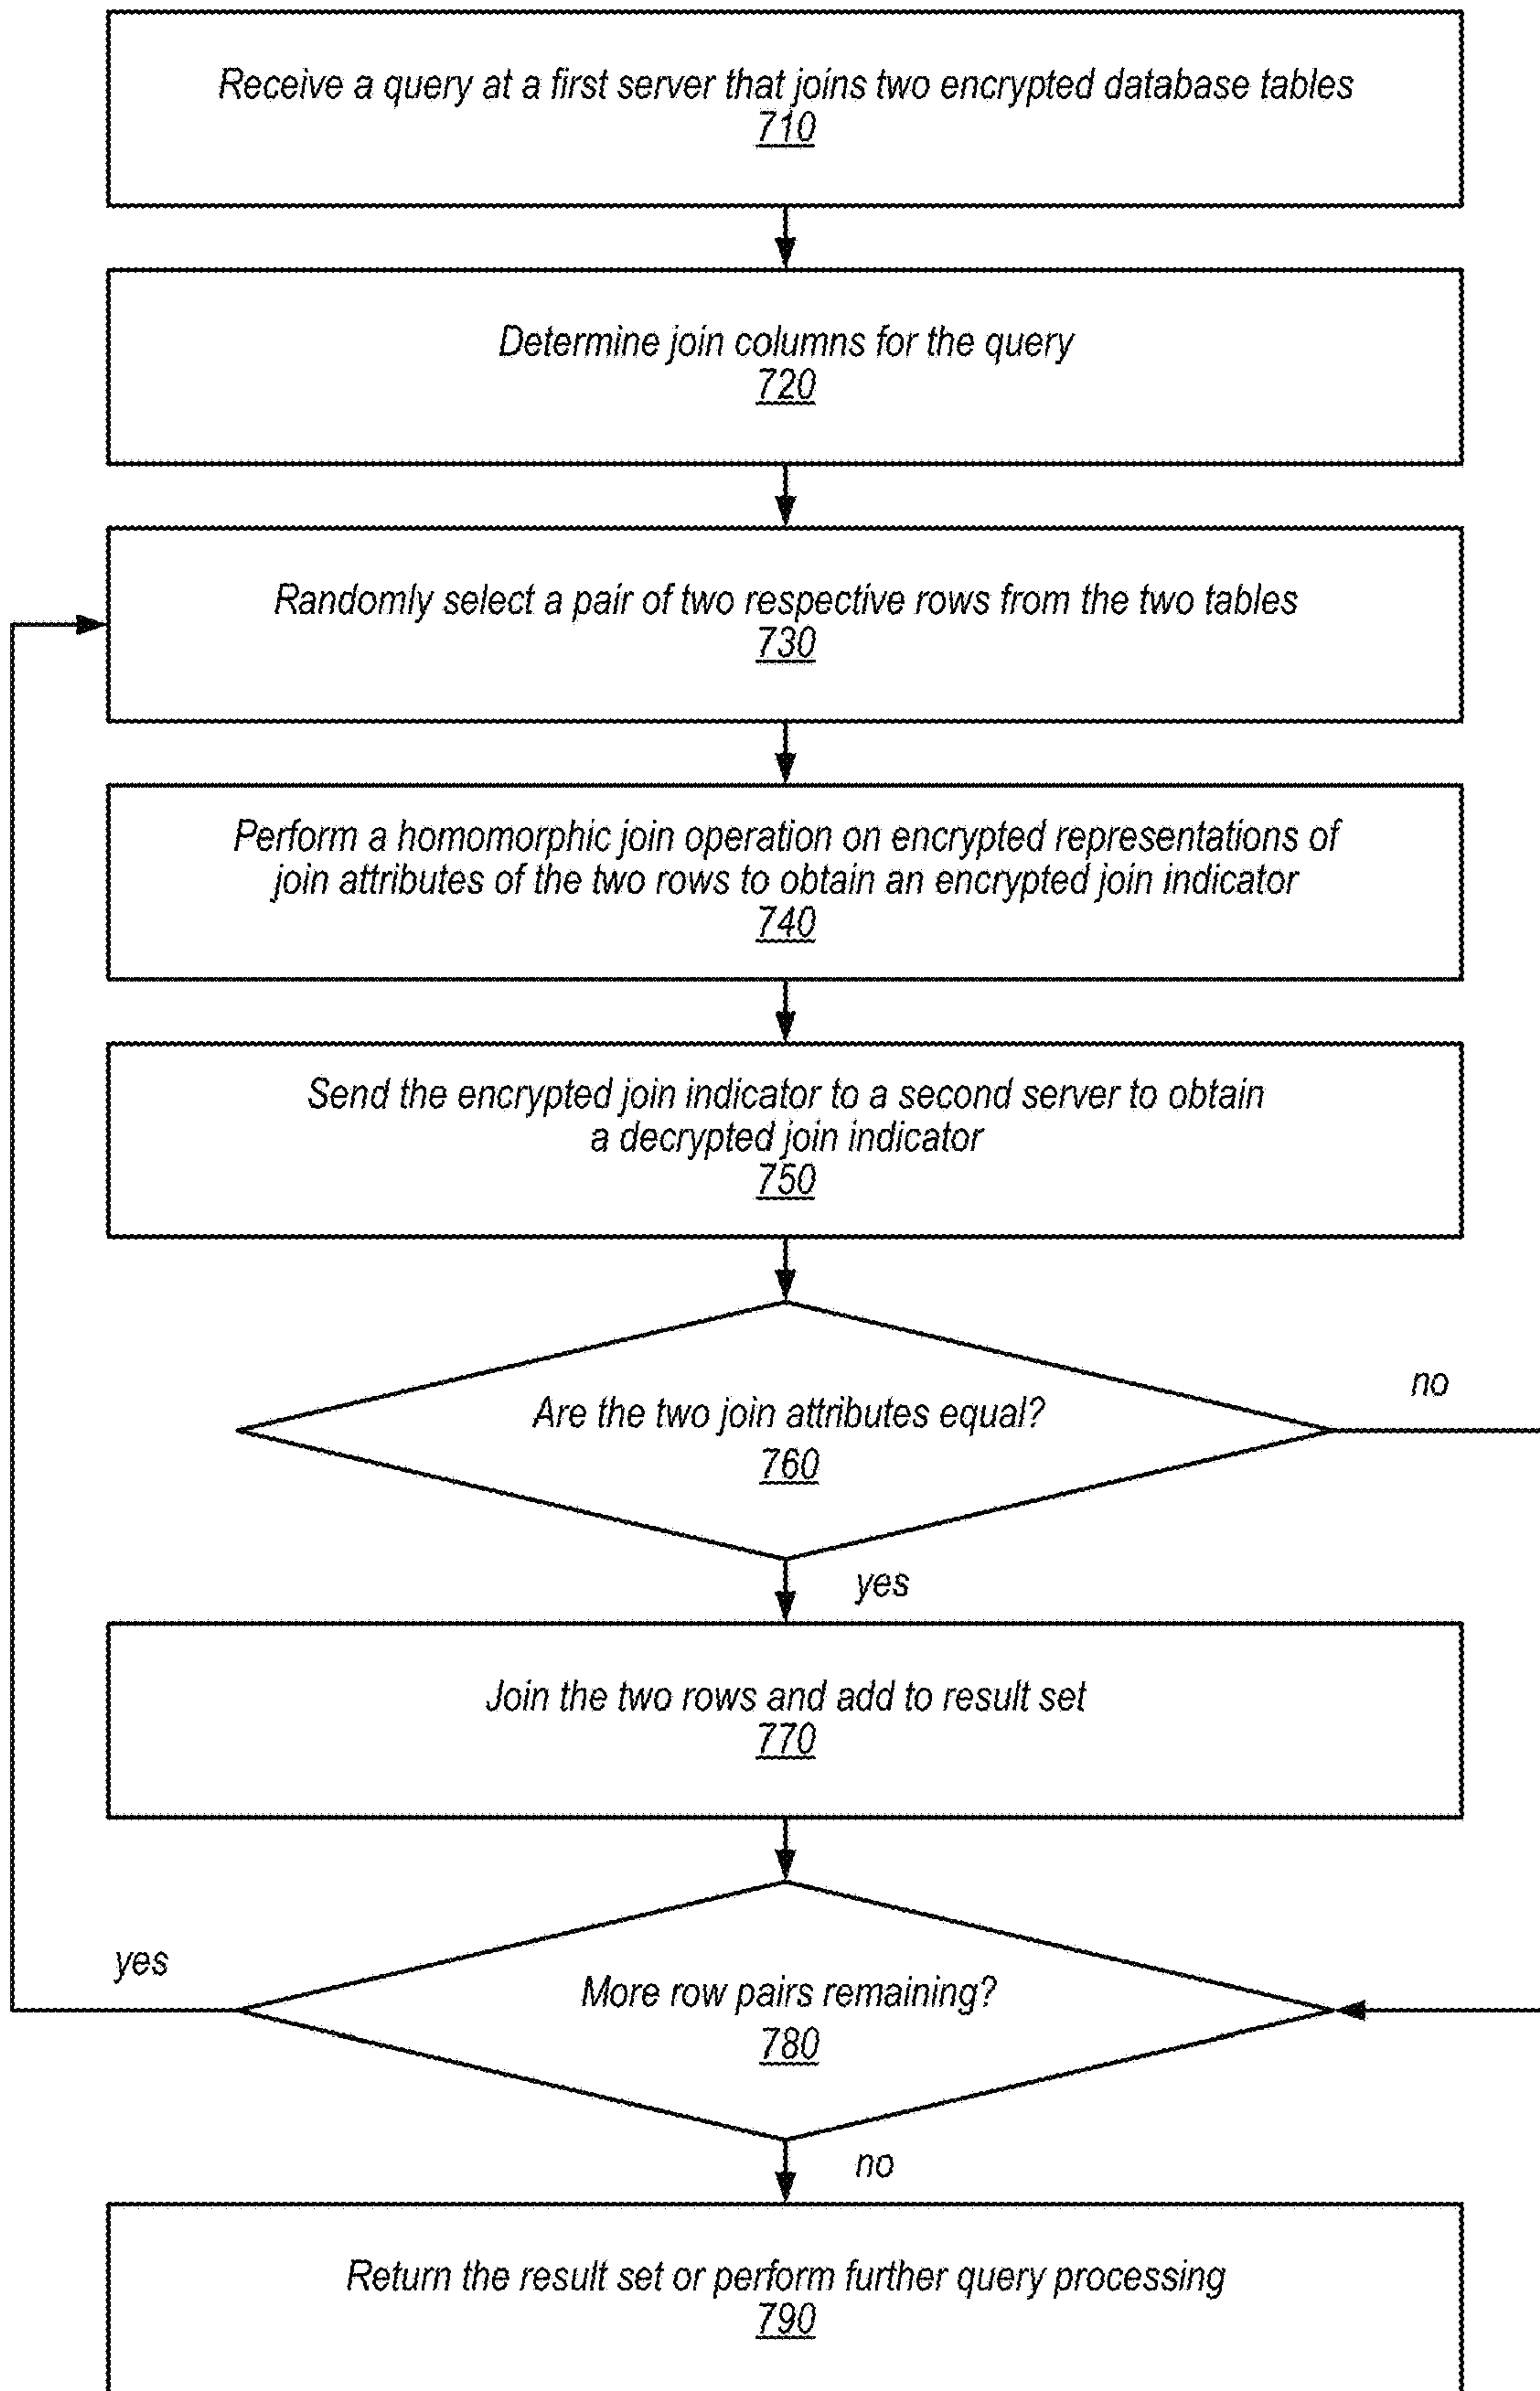 Receive a query at a first server that joins two encrypted database tables
710
Determine join columns for the query
720
Randomly select a pair of two respective rows from the two tables
730
Perform a homomorphic join operation on encrypted representations of
join attributes of the two rows to obtain an encrypted join indicator
740
Send the encrypted join indicator to a second server to obtain
a decrypted join indicator
750
no
Are the two join attributes equal?
760
yes
Join the two rows and add to result set
770
yes
More row pairs remaining?
780
no
Return the result set or perform further query processing
790